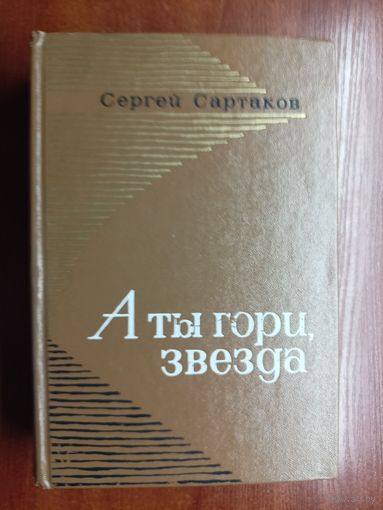 Сергей Сартаков
А ты гори,
звезда